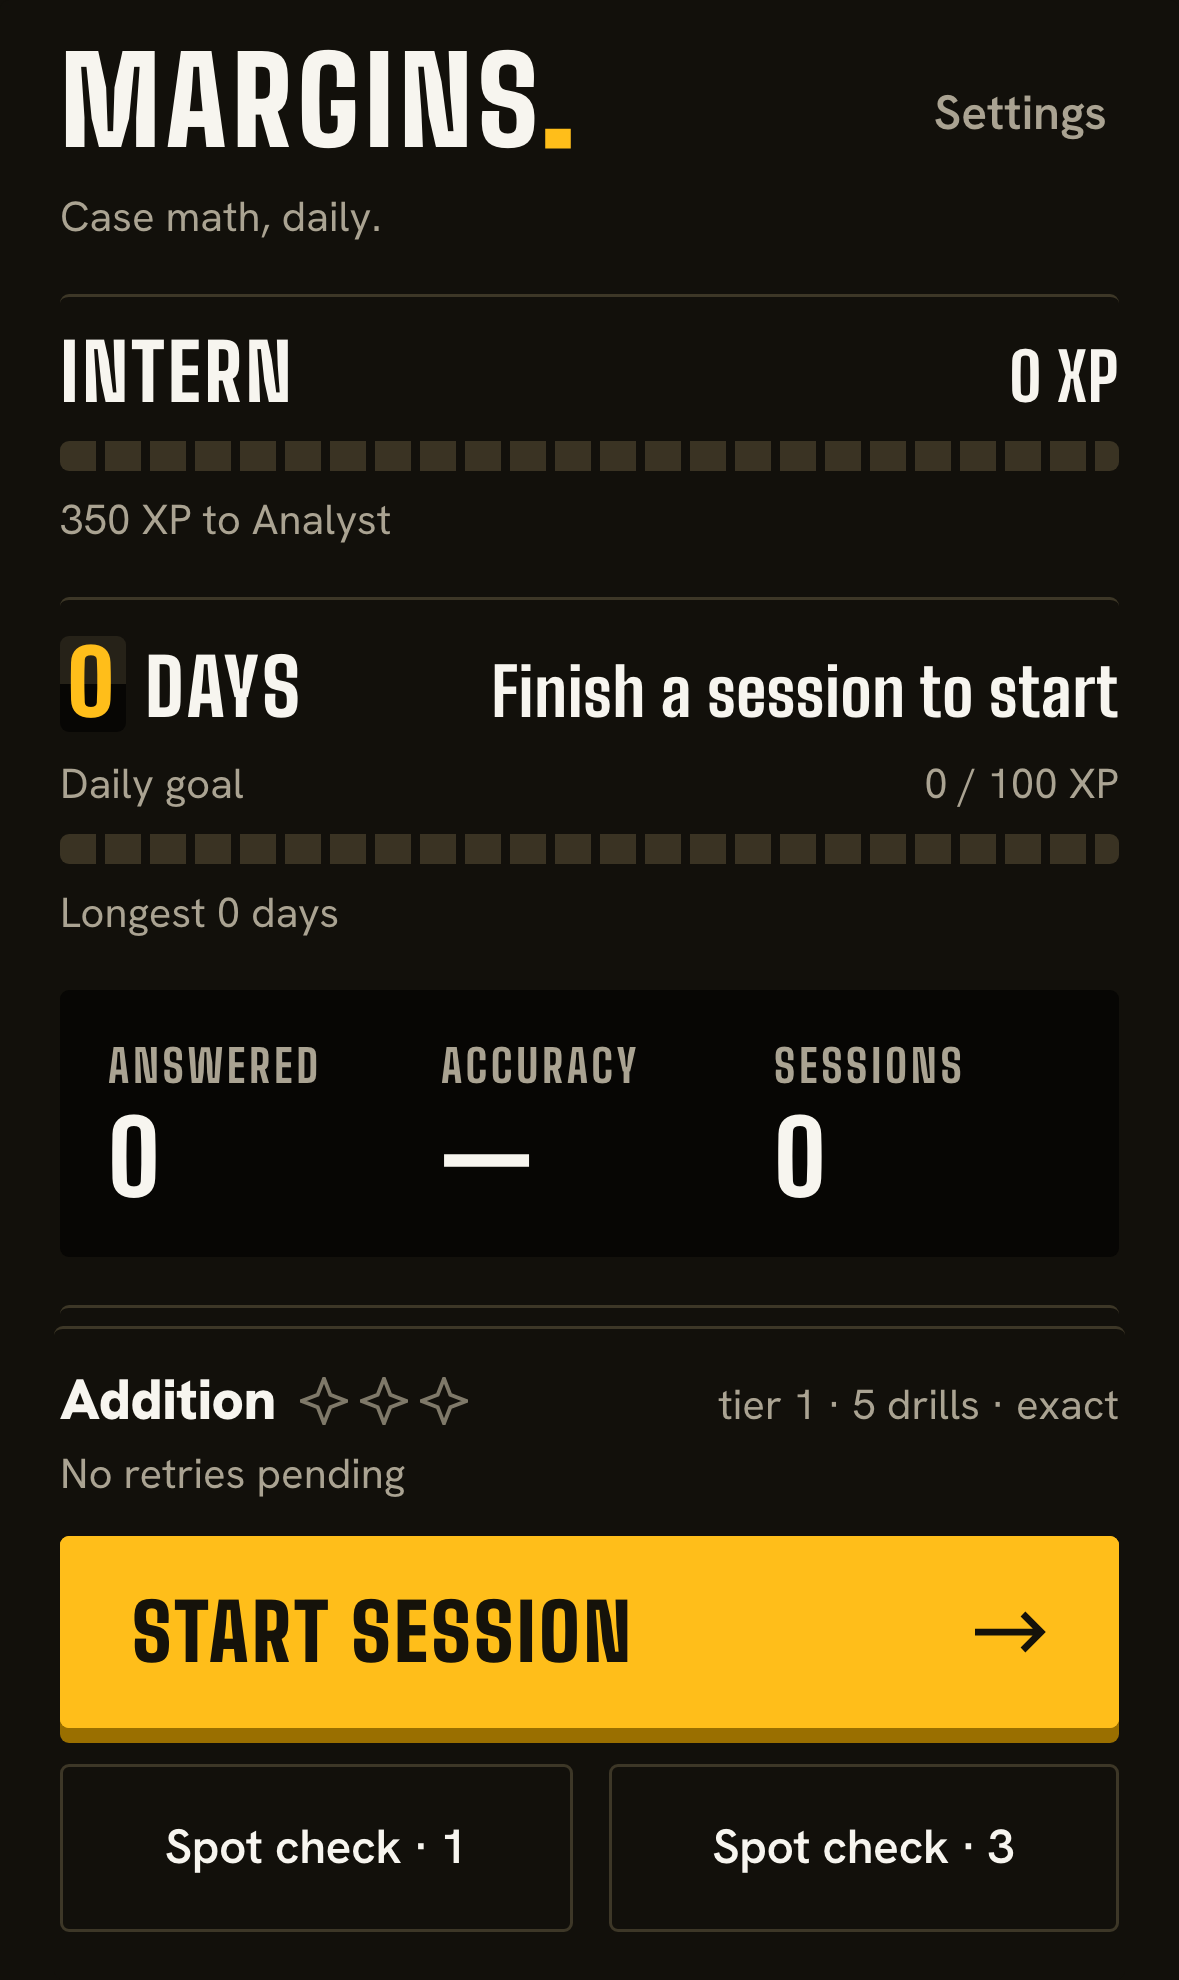 MARGINS.
Settings
Case math, daily.
INTERN
0 XP
350 XP to Analyst
0 DAYS
Finish a session to start
Daily goal
0 / 100 XP
Longest 0 days
ANSWERED
ACCURACY
SESSIONS
0
—
0
Addition
tier 1 · 5 drills · exact
No retries pending
START SESSION →
Spot check · 1
Spot check · 3